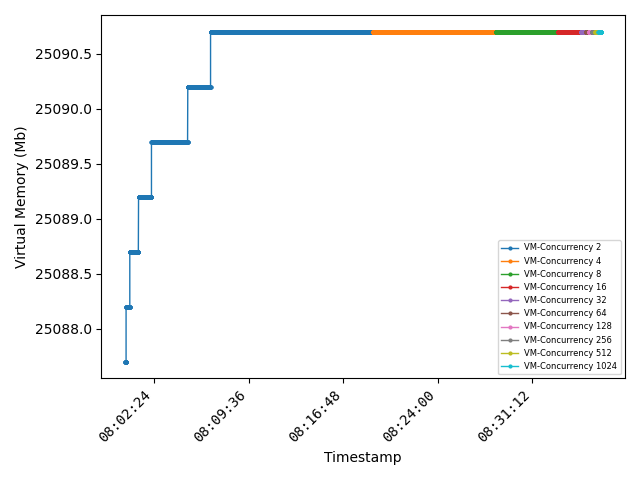 Virtual Memory (Mb)
25090.5
25090.0
25089.5
25089.0
25088.5
25088.0
VM-Concurrency 2
VM-Concurrency 4
VM-Concurrency 8
VM-Concurrency 16
VM-Concurrency 32
VM-Concurrency 64
VM-Concurrency 128
VM-Concurrency 256
VM-Concurrency 512
VM-Concurrency 1024
08:02:24
08:09:36
08:16:48
08:24:00
08:31:12
Timestamp